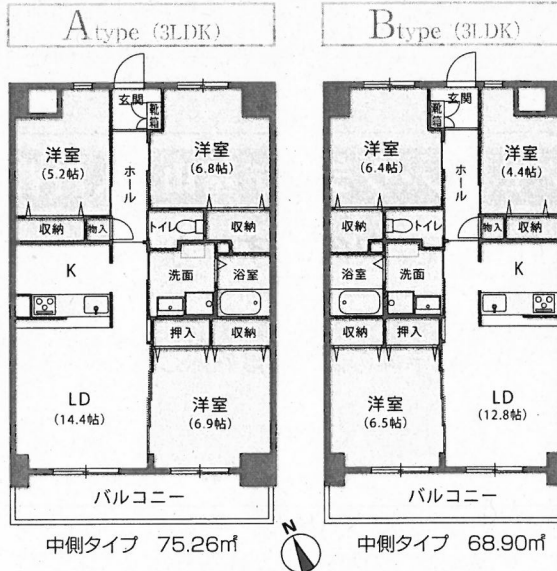 A type (3LDK)
玄関
靴箱
洋室
(5.2帖)
ホール
洋室
(6.8帖)
収納
物入
トイレ
収納
K
洗面
浴室
押入
収納
LD
(14.4帖)
洋室
(6.9帖)
バルコニー
中側タイプ 75.26㎡
N
B type (3LDK)
玄関
靴箱
洋室
(6.4帖)
ホール
洋室
(4.4帖)
収納
トイレ
物入
収納
浴室
洗面
K
収納
押入
洋室
(6.5帖)
LD
(12.8帖)
バルコニー
中側タイプ 68.90㎡